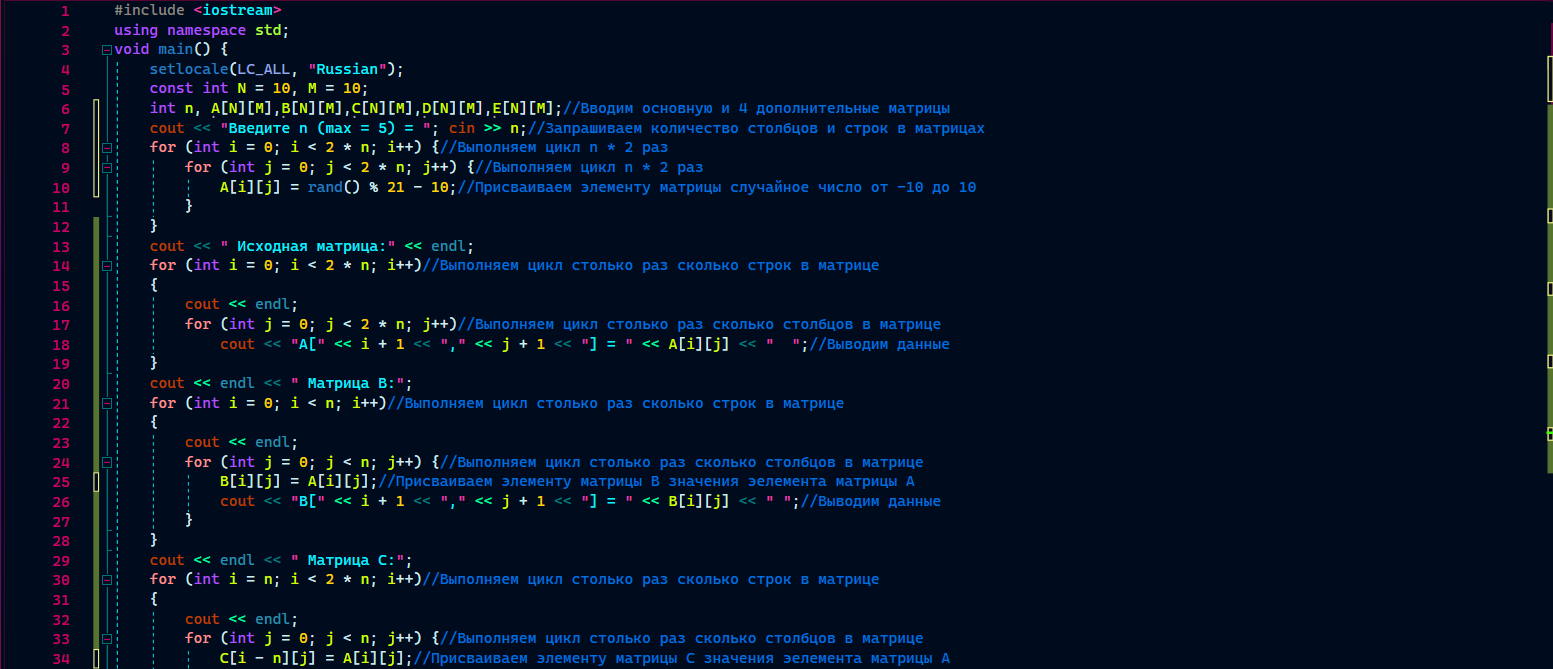 1 #include <iostream>
2 using namespace std;
3 void main() {
4 setlocale(LC_ALL, "Russian");
5 const int N = 10, M = 10;
6 int n, A[N][M],B[N][M],C[N][M],D[N][M],E[N][M];//Вводим основную и 4 дополнительные матрицы
7 cout << "Введите n (max = 5) = "; cin >> n;//Запрашиваем количество столбцов и строк в матрицах
8 for (int i = 0; i < 2 * n; i++) {//Выполняем цикл n * 2 раз
9 for (int j = 0; j < 2 * n; j++) {//Выполняем цикл n * 2 раз
10 A[i][j] = rand() % 21 - 10;//Присваиваем элементу матрицы случайное число от -10 до 10
11 }
12 }
13 cout << " Исходная матрица:" << endl;
14 for (int i = 0; i < 2 * n; i++)//Выполняем цикл столько раз сколько строк в матрице
15 {
16 cout << endl;
17 for (int j = 0; j < 2 * n; j++)//Выполняем цикл столько раз сколько столбцов в матрице
18 cout << "A[" << i + 1 << "," << j + 1 << "] = " << A[i][j] << "  ";//Выводим данные
19 }
20 cout << endl << " Матрица B:";
21 for (int i = 0; i < n; i++)//Выполняем цикл столько раз сколько строк в матрице
22 {
23 cout << endl;
24 for (int j = 0; j < n; j++) {//Выполняем цикл столько раз сколько столбцов в матрице
25 B[i][j] = A[i][j];//Присваиваем элементу матрицы B значения эелемента матрицы A
26 cout << "B[" << i + 1 << "," << j + 1 << "] = " << B[i][j] << " ";//Выводим данные
27 }
28 }
29 cout << endl << " Матрица C:";
30 for (int i = n; i < 2 * n; i++)//Выполняем цикл столько раз сколько строк в матрице
31 {
32 cout << endl;
33 for (int j = 0; j < n; j++) {//Выполняем цикл столько раз сколько столбцов в матрице
34 C[i - n][j] = A[i][j];//Присваиваем элементу матрицы C значения эелемента матрицы A